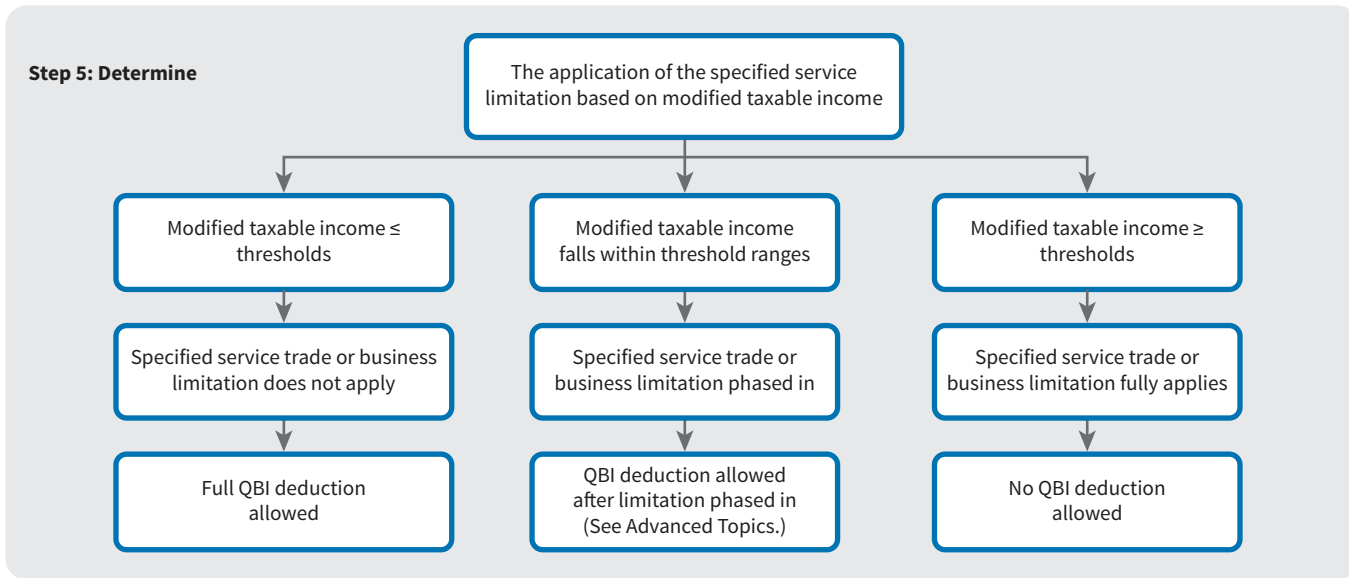 Step 5: Determine
The application of the specified service
limitation based on modified taxable income
Modified taxable income ≤
thresholds
Modified taxable income
falls within threshold ranges
Modified taxable income ≥
thresholds
Specified service trade or business
limitation does not apply
Specified service trade or
business limitation phased in
Specified service trade or
business limitation fully applies
Full QBI deduction
allowed
QBI deduction allowed
after limitation phased in
(See Advanced Topics.)
No QBI deduction
allowed